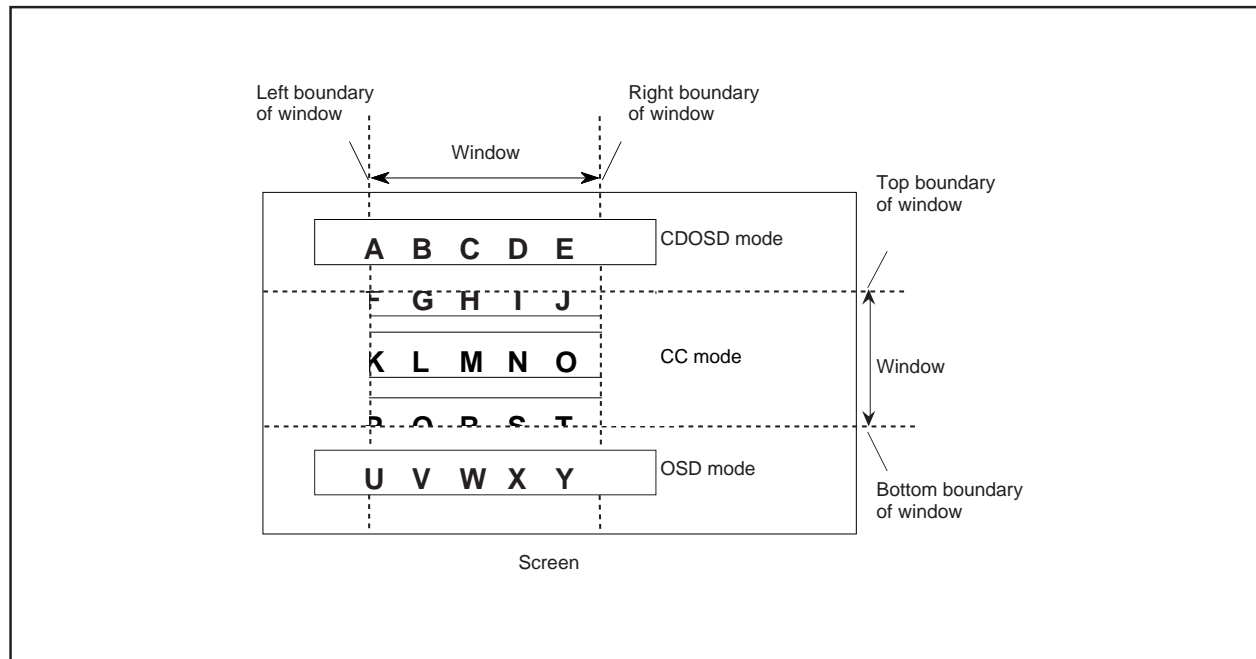 Left boundary
of window
Right boundary
of window
Window
Top boundary
of window
A B C D E
CDOSD mode
F G H I J
K L M N O
CC mode
Window
P Q R S T
U V W X Y
OSD mode
Bottom boundary
of window
Screen